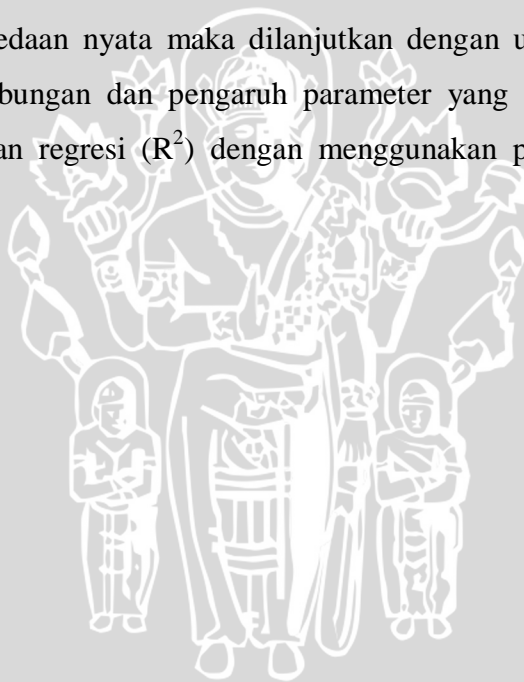 edaan nyata maka dilanjutkan dengan u
bungan dan pengaruh parameter yang
an regresi (R²) dengan menggunakan p